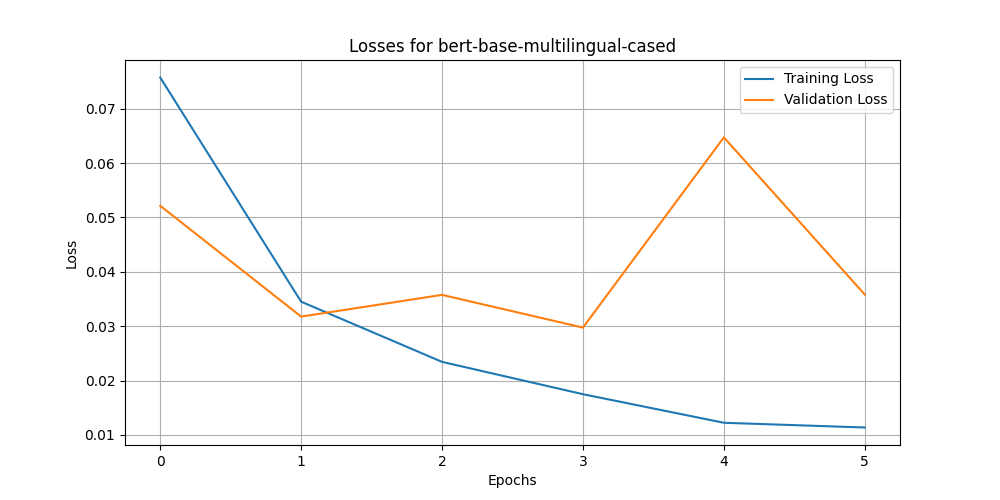 Losses for bert-base-multilingual-cased
Training Loss
Validation Loss
0.07
0.06
0.05
0.04
0.03
0.02
0.01
Loss
0 1 2 3 4 5
Epochs